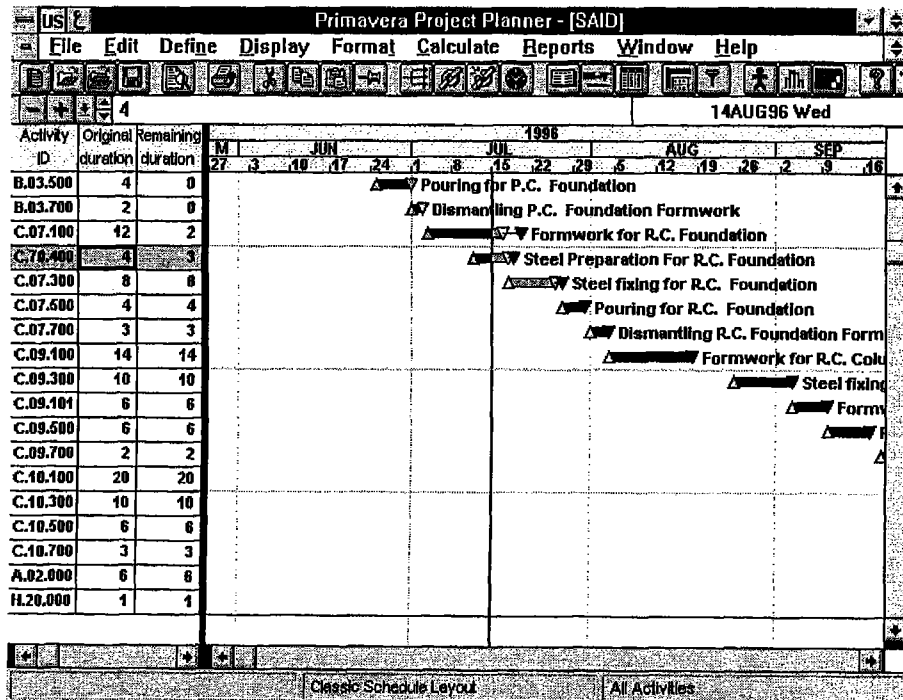 US
Primavera Project Planner - [SAID]
File Edit Define Display Format Calculate Reports Window Help
4 14AUG96 Wed
Activity Original Remaining 1996
ID duration duration M JUN JUL AUG SEP
27 3 10 17 24 1 8 15 22 29 5 12 19 26 2 9 16
B.03.500 4 0 Pouring for P.C. Foundation
B.03.700 2 0 Dismantling P.C. Foundation Formwork
C.07.100 12 2 Formwork for R.C. Foundation
C.70.400 4 3 Steel Preparation For R.C. Foundation
C.07.300 8 8 Steel fixing for R.C. Foundation
C.07.500 4 4 Pouring for R.C. Foundation
C.07.700 3 3 Dismantling R.C. Foundation Form
C.09.100 14 14 Formwork for R.C. Colu
C.09.300 10 10 Steel fixing
C.09.101 6 6 Formw
C.09.500 6 6
C.09.700 2 2
C.10.100 20 20
C.10.300 10 10
C.10.500 6 6
C.10.700 3 3
A.02.000 6 6
H.20.000 1 1
Classic Schedule Layout All Activities